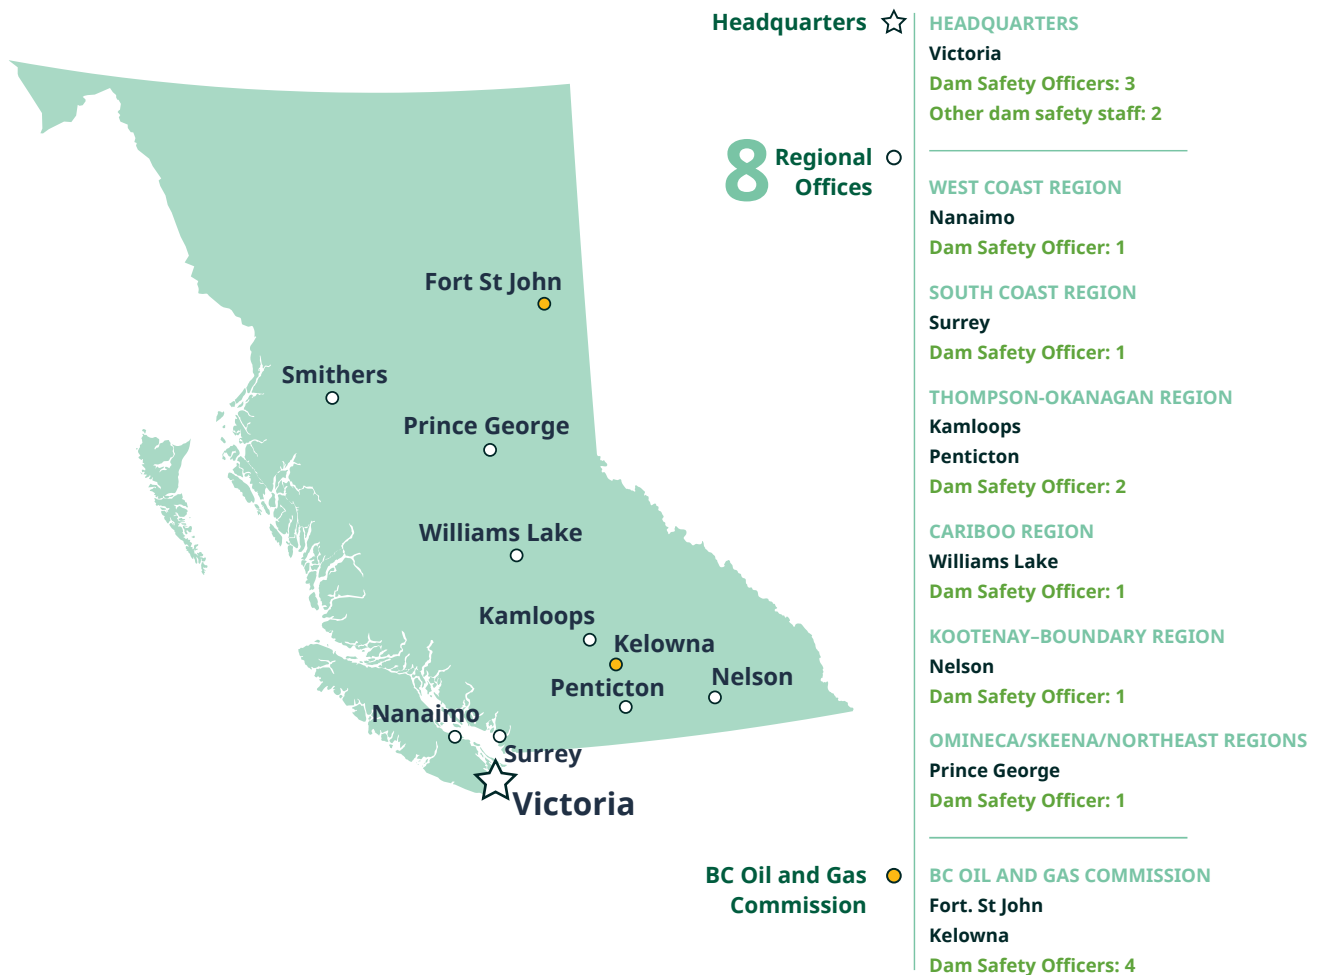 Fort St John
Smithers
Prince George
Williams Lake
Kamloops
Kelowna
Nelson
Penticton
Nanaimo
Surrey
Victoria
Headquarters
8 Regional
Offices
BC Oil and Gas
Commission
HEADQUARTERS
Victoria
Dam Safety Officers: 3
Other dam safety staff: 2
WEST COAST REGION
Nanaimo
Dam Safety Officer: 1
SOUTH COAST REGION
Surrey
Dam Safety Officer: 1
THOMPSON-OKANAGAN REGION
Kamloops
Penticton
Dam Safety Officer: 2
CARIBOO REGION
Williams Lake
Dam Safety Officer: 1
KOOTENAY–BOUNDARY REGION
Nelson
Dam Safety Officer: 1
OMINECA/SKEENA/NORTHEAST REGIONS
Prince George
Dam Safety Officer: 1
BC OIL AND GAS COMMISSION
Fort. St John
Kelowna
Dam Safety Officers: 4